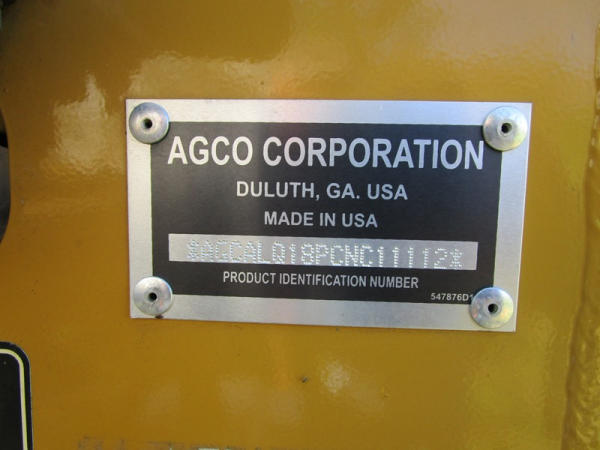 AGCO CORPORATION
DULUTH, GA. USA
MADE IN USA
*AGCALQ18PCNC11112*
PRODUCT IDENTIFICATION NUMBER
547876D1